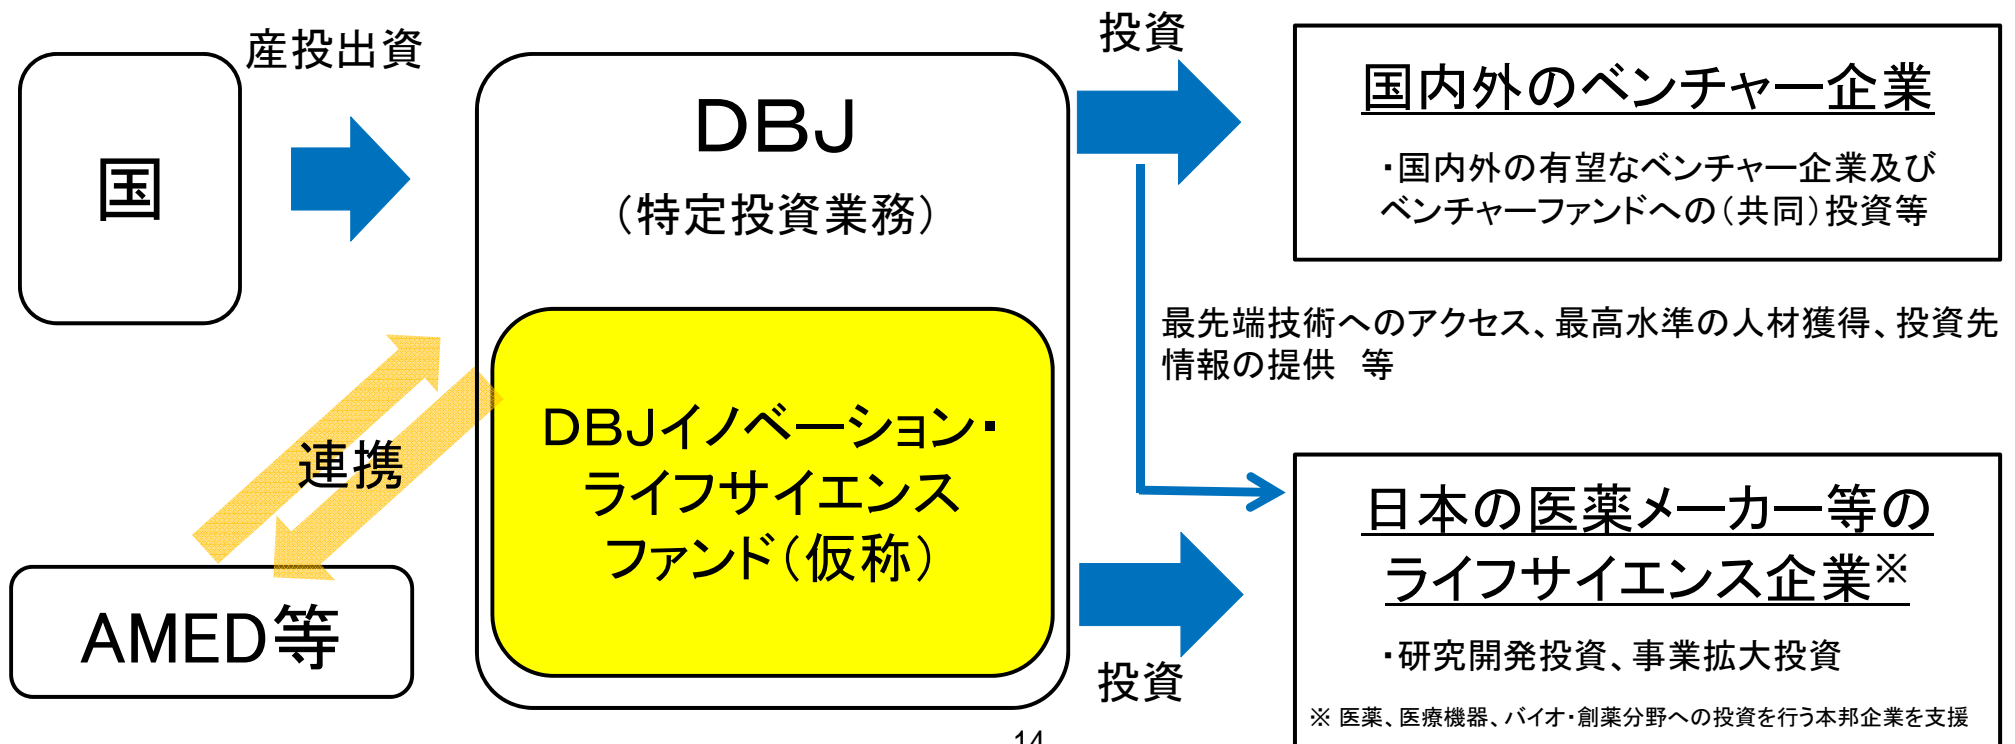 産投出資
国
DBJ
（特定投資業務）
DBJイノベーション・
ライフサイエンス
ファンド（仮称）
連携
AMED等
投資
国内外のベンチャー企業
・国内外の有望なベンチャー企業及び
ベンチャーファンドへの（共同）投資等
最先端技術へのアクセス、最高水準の人材獲得、投資先
情報の提供　等
投資
日本の医薬メーカー等の
ライフサイエンス企業※
・研究開発投資、事業拡大投資
※ 医薬、医療機器、バイオ・創薬分野への投資を行う本邦企業を支援
14